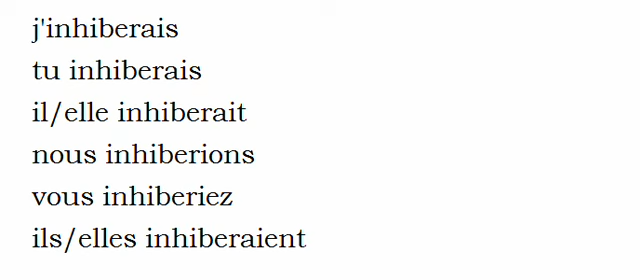 j'inhiberais
tu inhiberais
il/elle inhiberait
nous inhiberions
vous inhiberiez
ils/elles inhiberaient